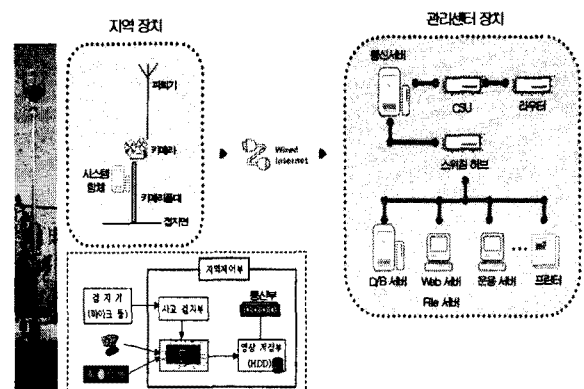 지역 장치
피뢰기
카메라
시스템
함체
카메라폴대
접지면
Wired
Internet
관리센터 장치
통신서버
CSU
라우터
스위칭 허브
D/B 서버
Web 서버
운용 서버
...
프린터
File 서버
지역제어부
검지기
(마이크 등)
사고 검지부
통신부
영상 저장부
(HDD)